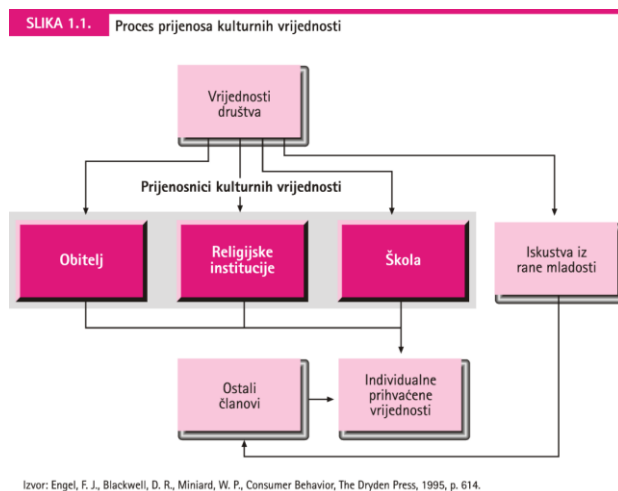 SLIKA 1.1.
Proces prijenosa kulturnih vrijednosti
Vrijednosti
društva
Prijenosnici kulturnih vrijednosti
Obitelj
Religijske
institucije
Škola
Iskustva iz
rane mladosti
Ostali
članovi
Individualne
prihvaćene
vrijednosti
Izvor: Engel, F. J., Blackwell, D. R., Miniard, W. P., Consumer Behavior, The Dryden Press, 1995, p. 614.